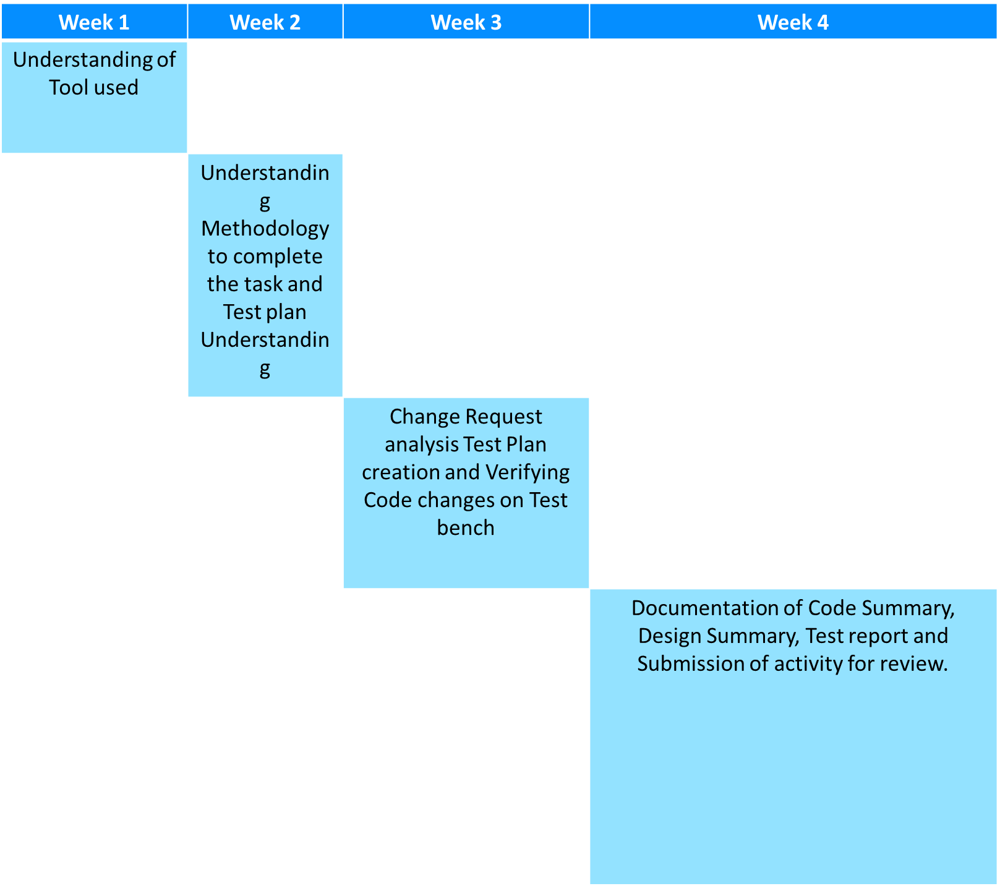 Week 1
Week 2
Week 3
Week 4
Understanding of
Tool used
Understandin
g
Methodology
to complete
the task and
Test plan
Understandin
g
Change Request
analysis Test Plan
creation and Verifying
Code changes on Test
bench
Documentation of Code Summary,
Design Summary, Test report and
Submission of activity for review.